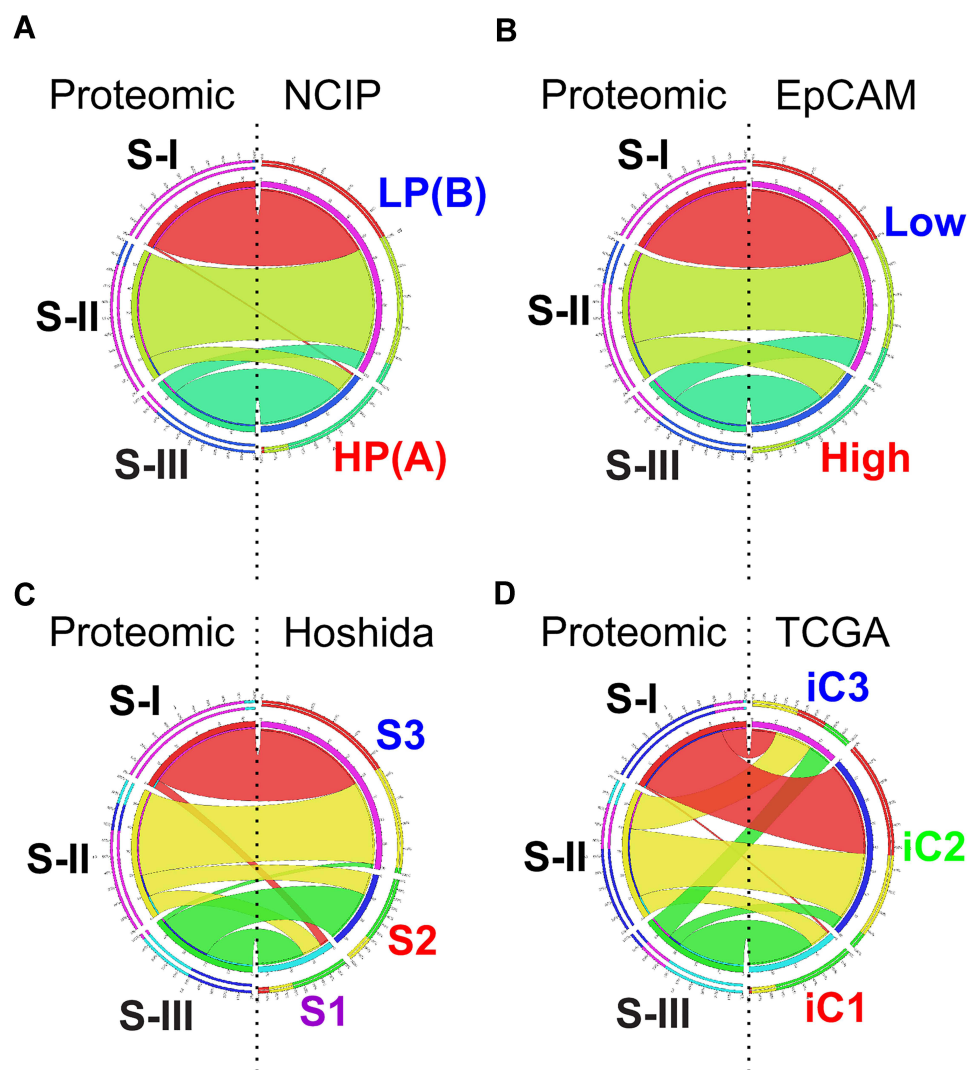 A
B
Proteomic NCIP
Proteomic EpCAM
S-I
LP(B)
S-II
S-III
HP(A)
S-I
Low
S-II
S-III
High
C
D
Proteomic Hoshida
Proteomic TCGA
S-I
S3
S-II
S2
S-III
S1
S-I
iC3
S-II
iC2
S-III
iC1